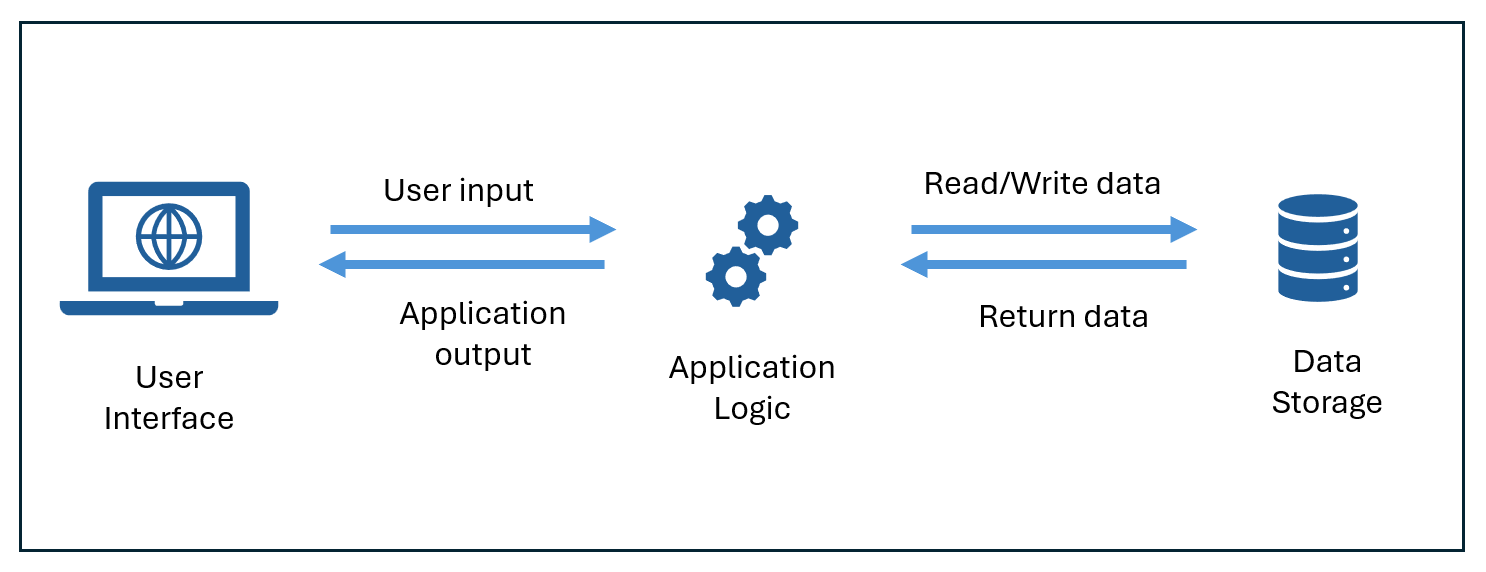 User input
Application
output
Read/Write data
Return data
User
Interface
Application
Logic
Data
Storage